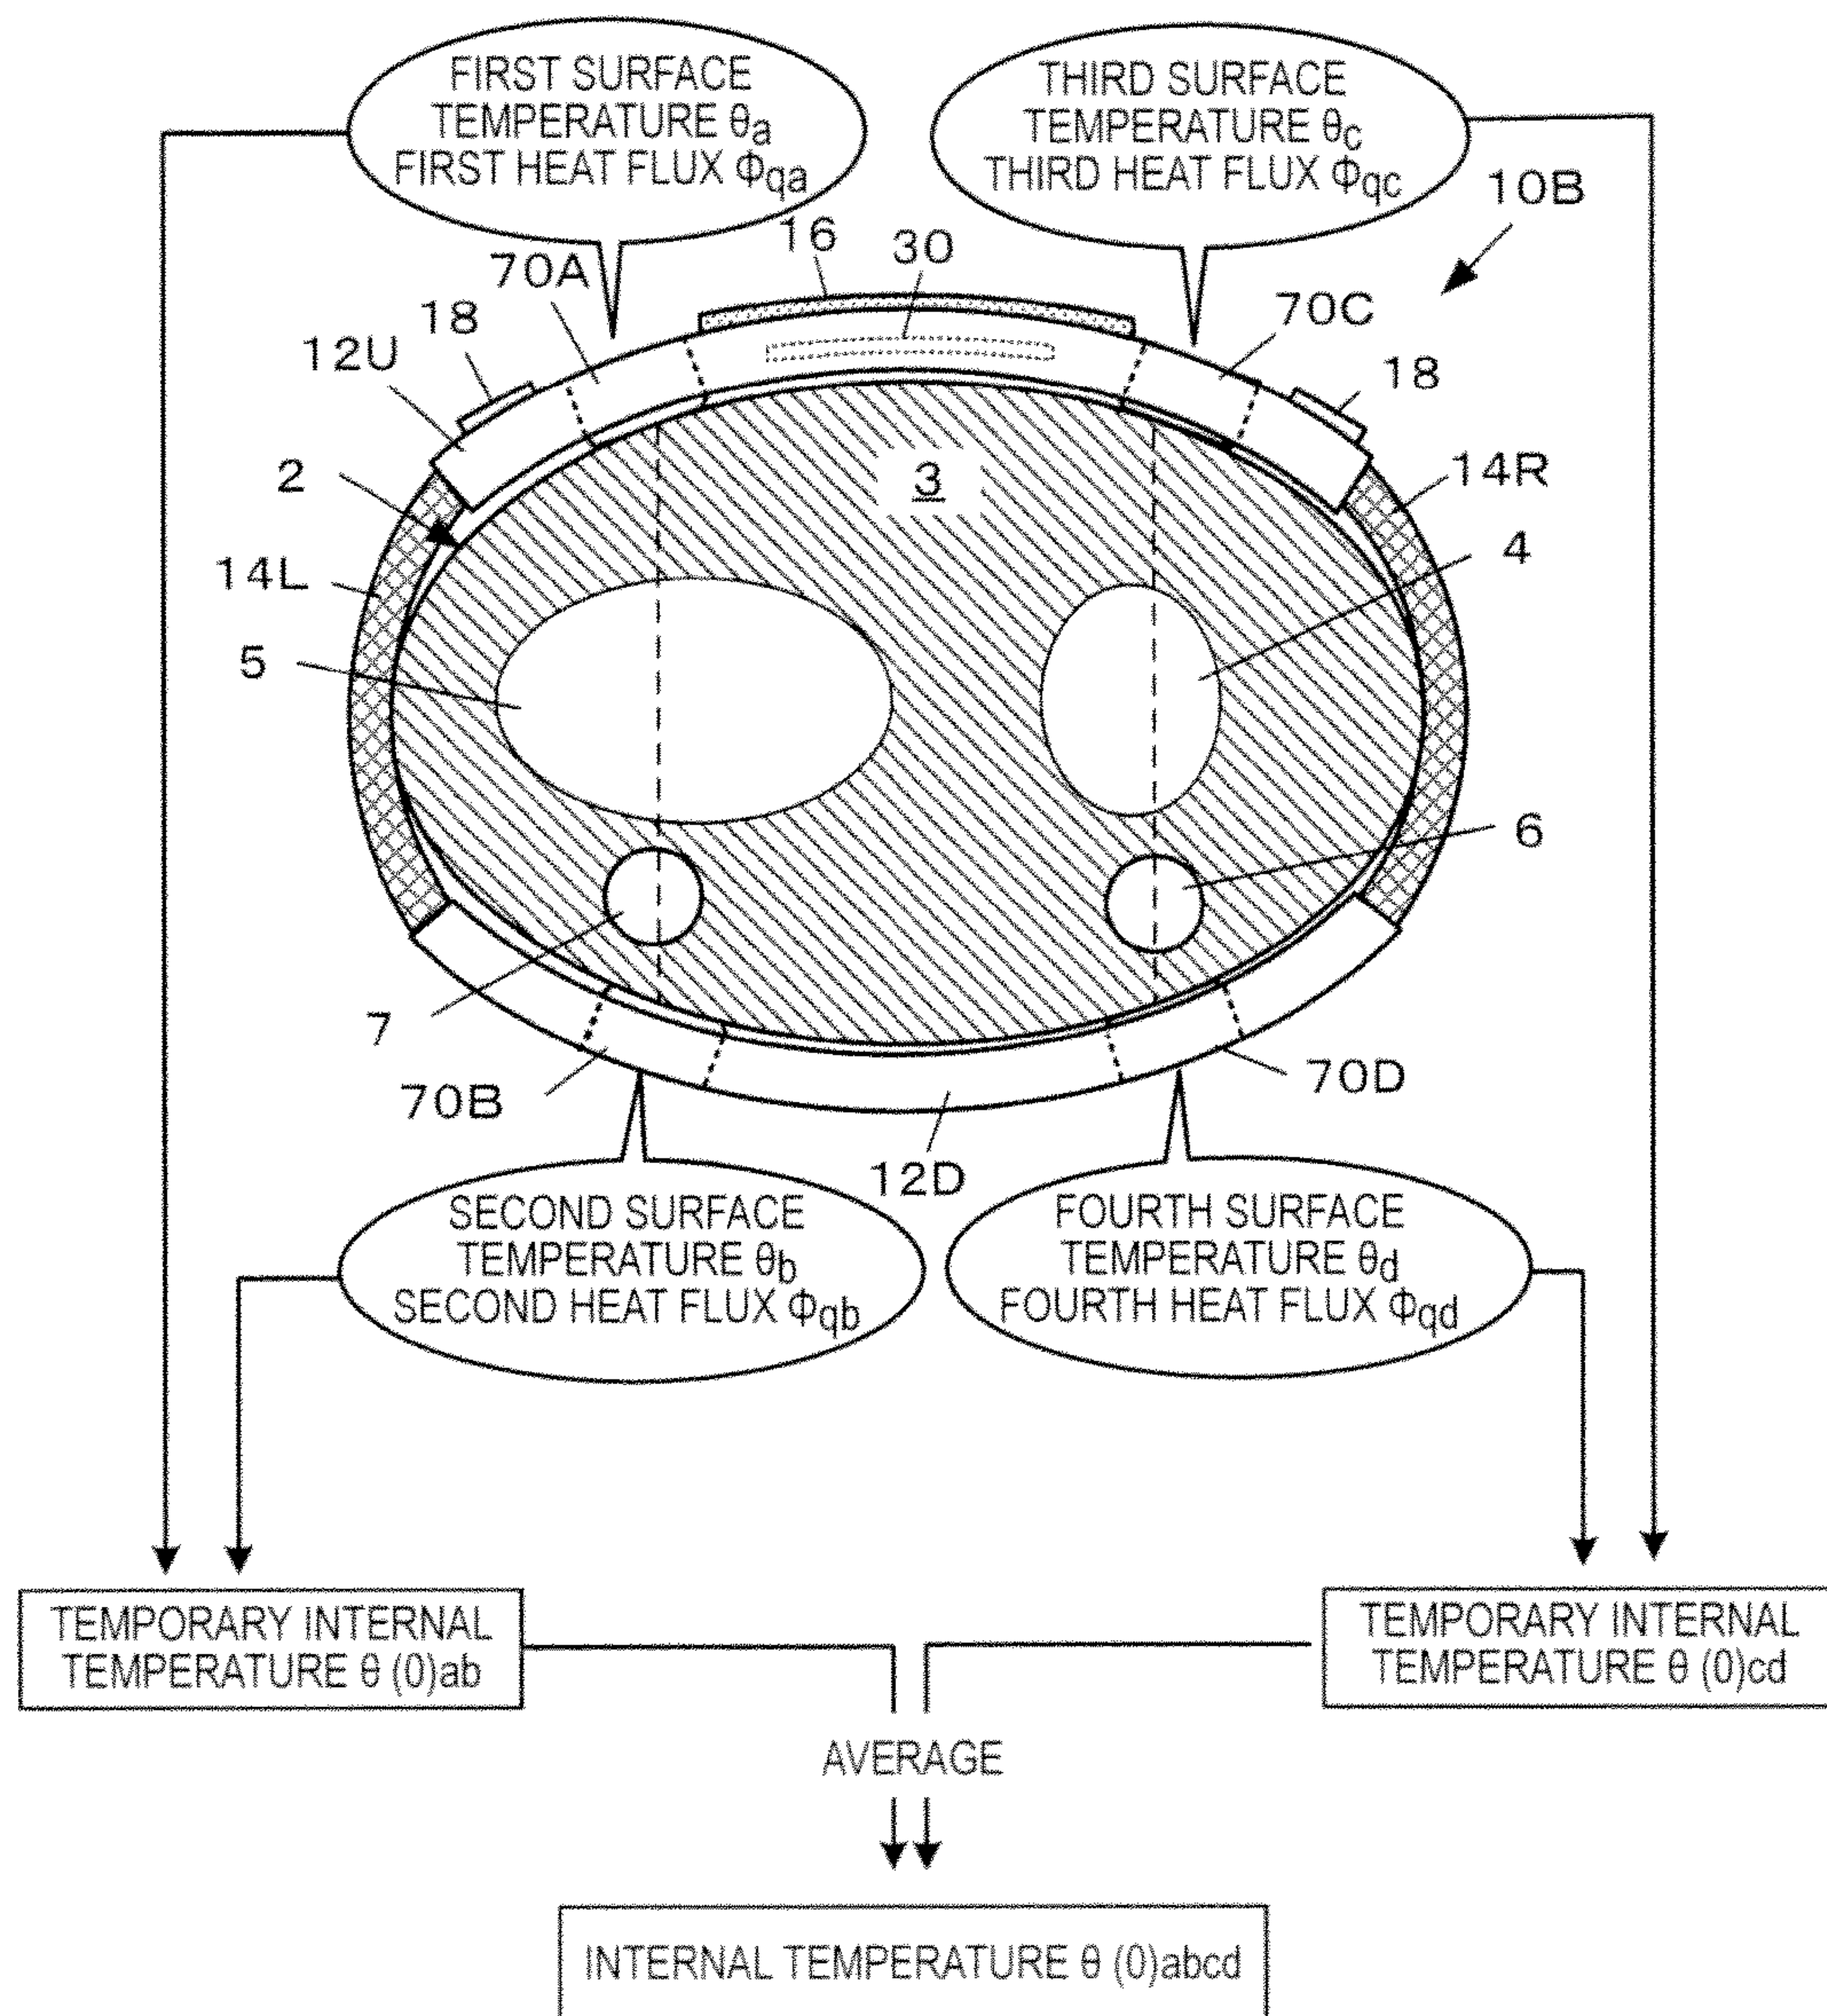 FIRST SURFACE
TEMPERATURE θa
FIRST HEAT FLUX Φqa
THIRD SURFACE
TEMPERATURE θc
THIRD HEAT FLUX Φqc
10B
16
30
70A
18
12U
70C
18
2
3
14R
4
14L
5
6
7
70B
70D
12D
SECOND SURFACE
TEMPERATURE θb
SECOND HEAT FLUX Φqb
FOURTH SURFACE
TEMPERATURE θd
FOURTH HEAT FLUX Φqd
TEMPORARY INTERNAL
TEMPERATURE θ (0)ab
TEMPORARY INTERNAL
TEMPERATURE θ (0)cd
AVERAGE
INTERNAL TEMPERATURE θ (0)abcd